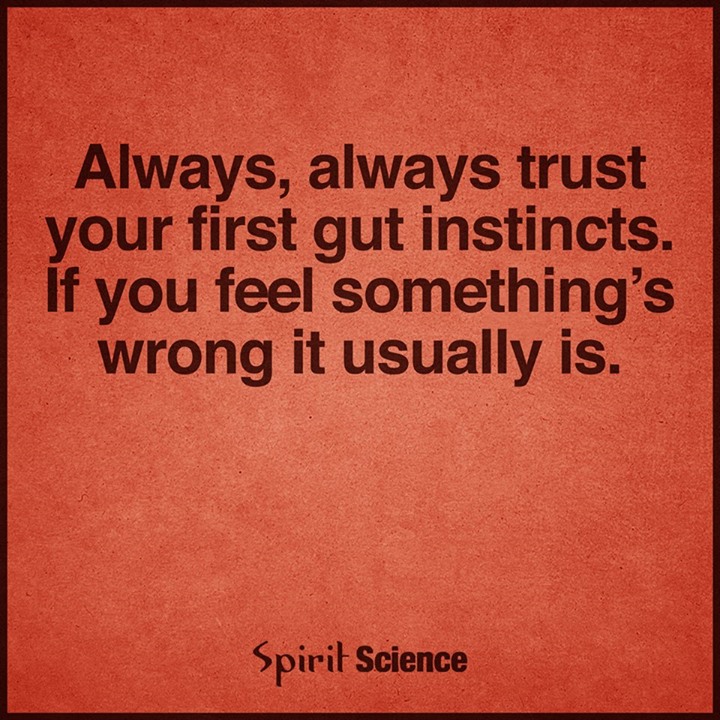 Always, always trust
your first gut instincts.
If you feel something’s
wrong it usually is.
Spirit Science